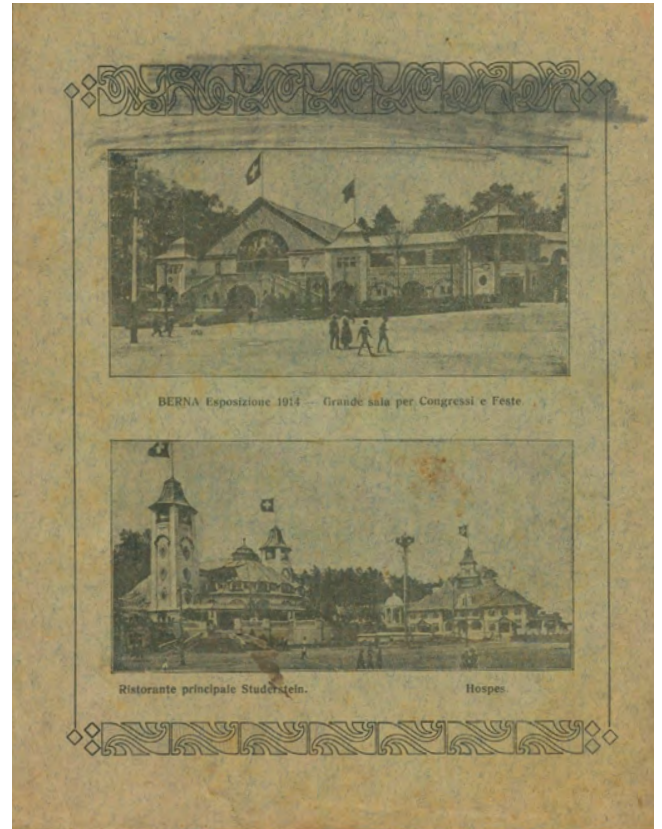 BERNA Esposizione 1914 — Grande sala per Congressi e Feste
Ristorante principale Studerstein. Hospes